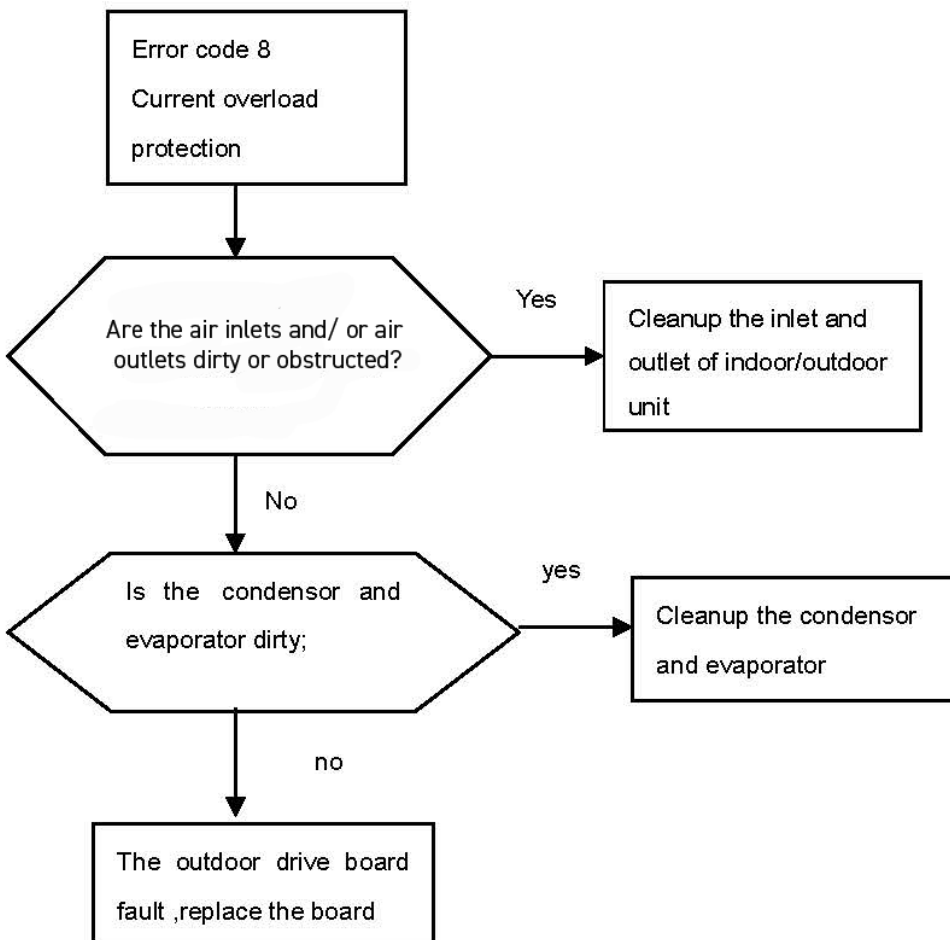 Error code 8
Current overload
protection
Are the air inlets and/ or air
outlets dirty or obstructed?
Yes
Cleanup the inlet and
outlet of indoor/outdoor
unit
No
Is the condensor and
evaporator dirty;
yes
Cleanup the condensor
and evaporator
no
The outdoor drive board
fault ,replace the board